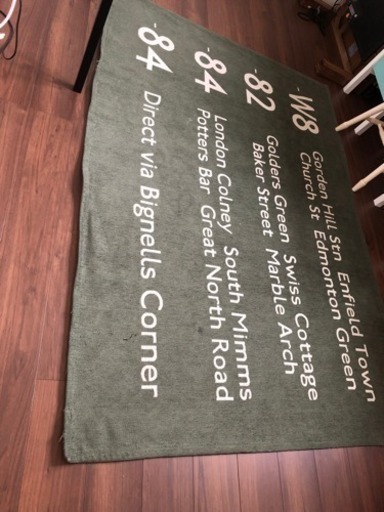 -W8 Gorden Hill Stn Enfield Town
Church St Edmonton Green
-82 Golders Green Swiss Cottage
Baker Street Marble Arch
-84 London Colney South Mimms
Potters Bar Great North Road
-84 Direct via Bignells Corner